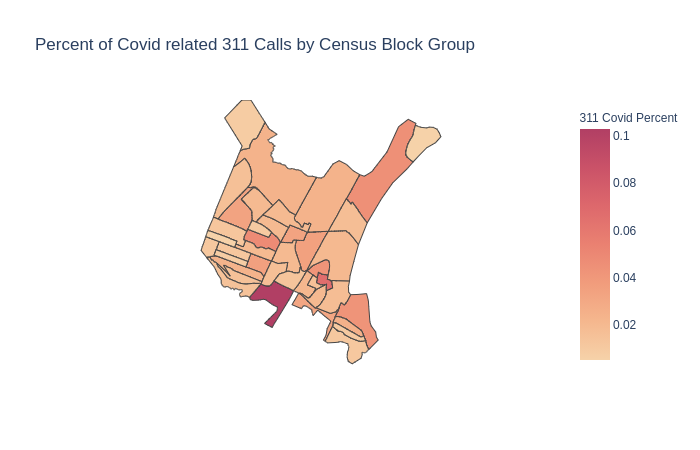 Percent of Covid related 311 Calls by Census Block Group
311 Covid Percent
0.1
0.08
0.06
0.04
0.02